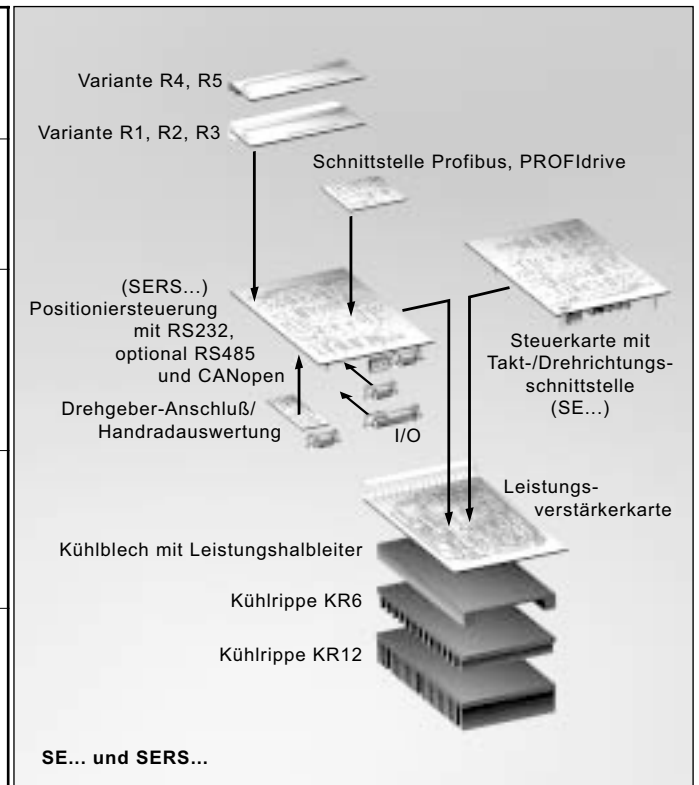 Variante R4, R5
Variante R1, R2, R3
Schnittstelle Profibus, PROFIdrive
(SERS...)
Positioniersteuerung
mit RS232,
optional RS485
und CANopen
Steuerkarte mit
Takt-/Drehrichtungs-
schnittstelle
(SE...)
Drehgeber-Anschluß/
Handradauswertung
I/O
Leistungs-
verstärkerkarte
Kühlblech mit Leistungshalbleiter
Kühlrippe KR6
Kühlrippe KR12
SE... und SERS...